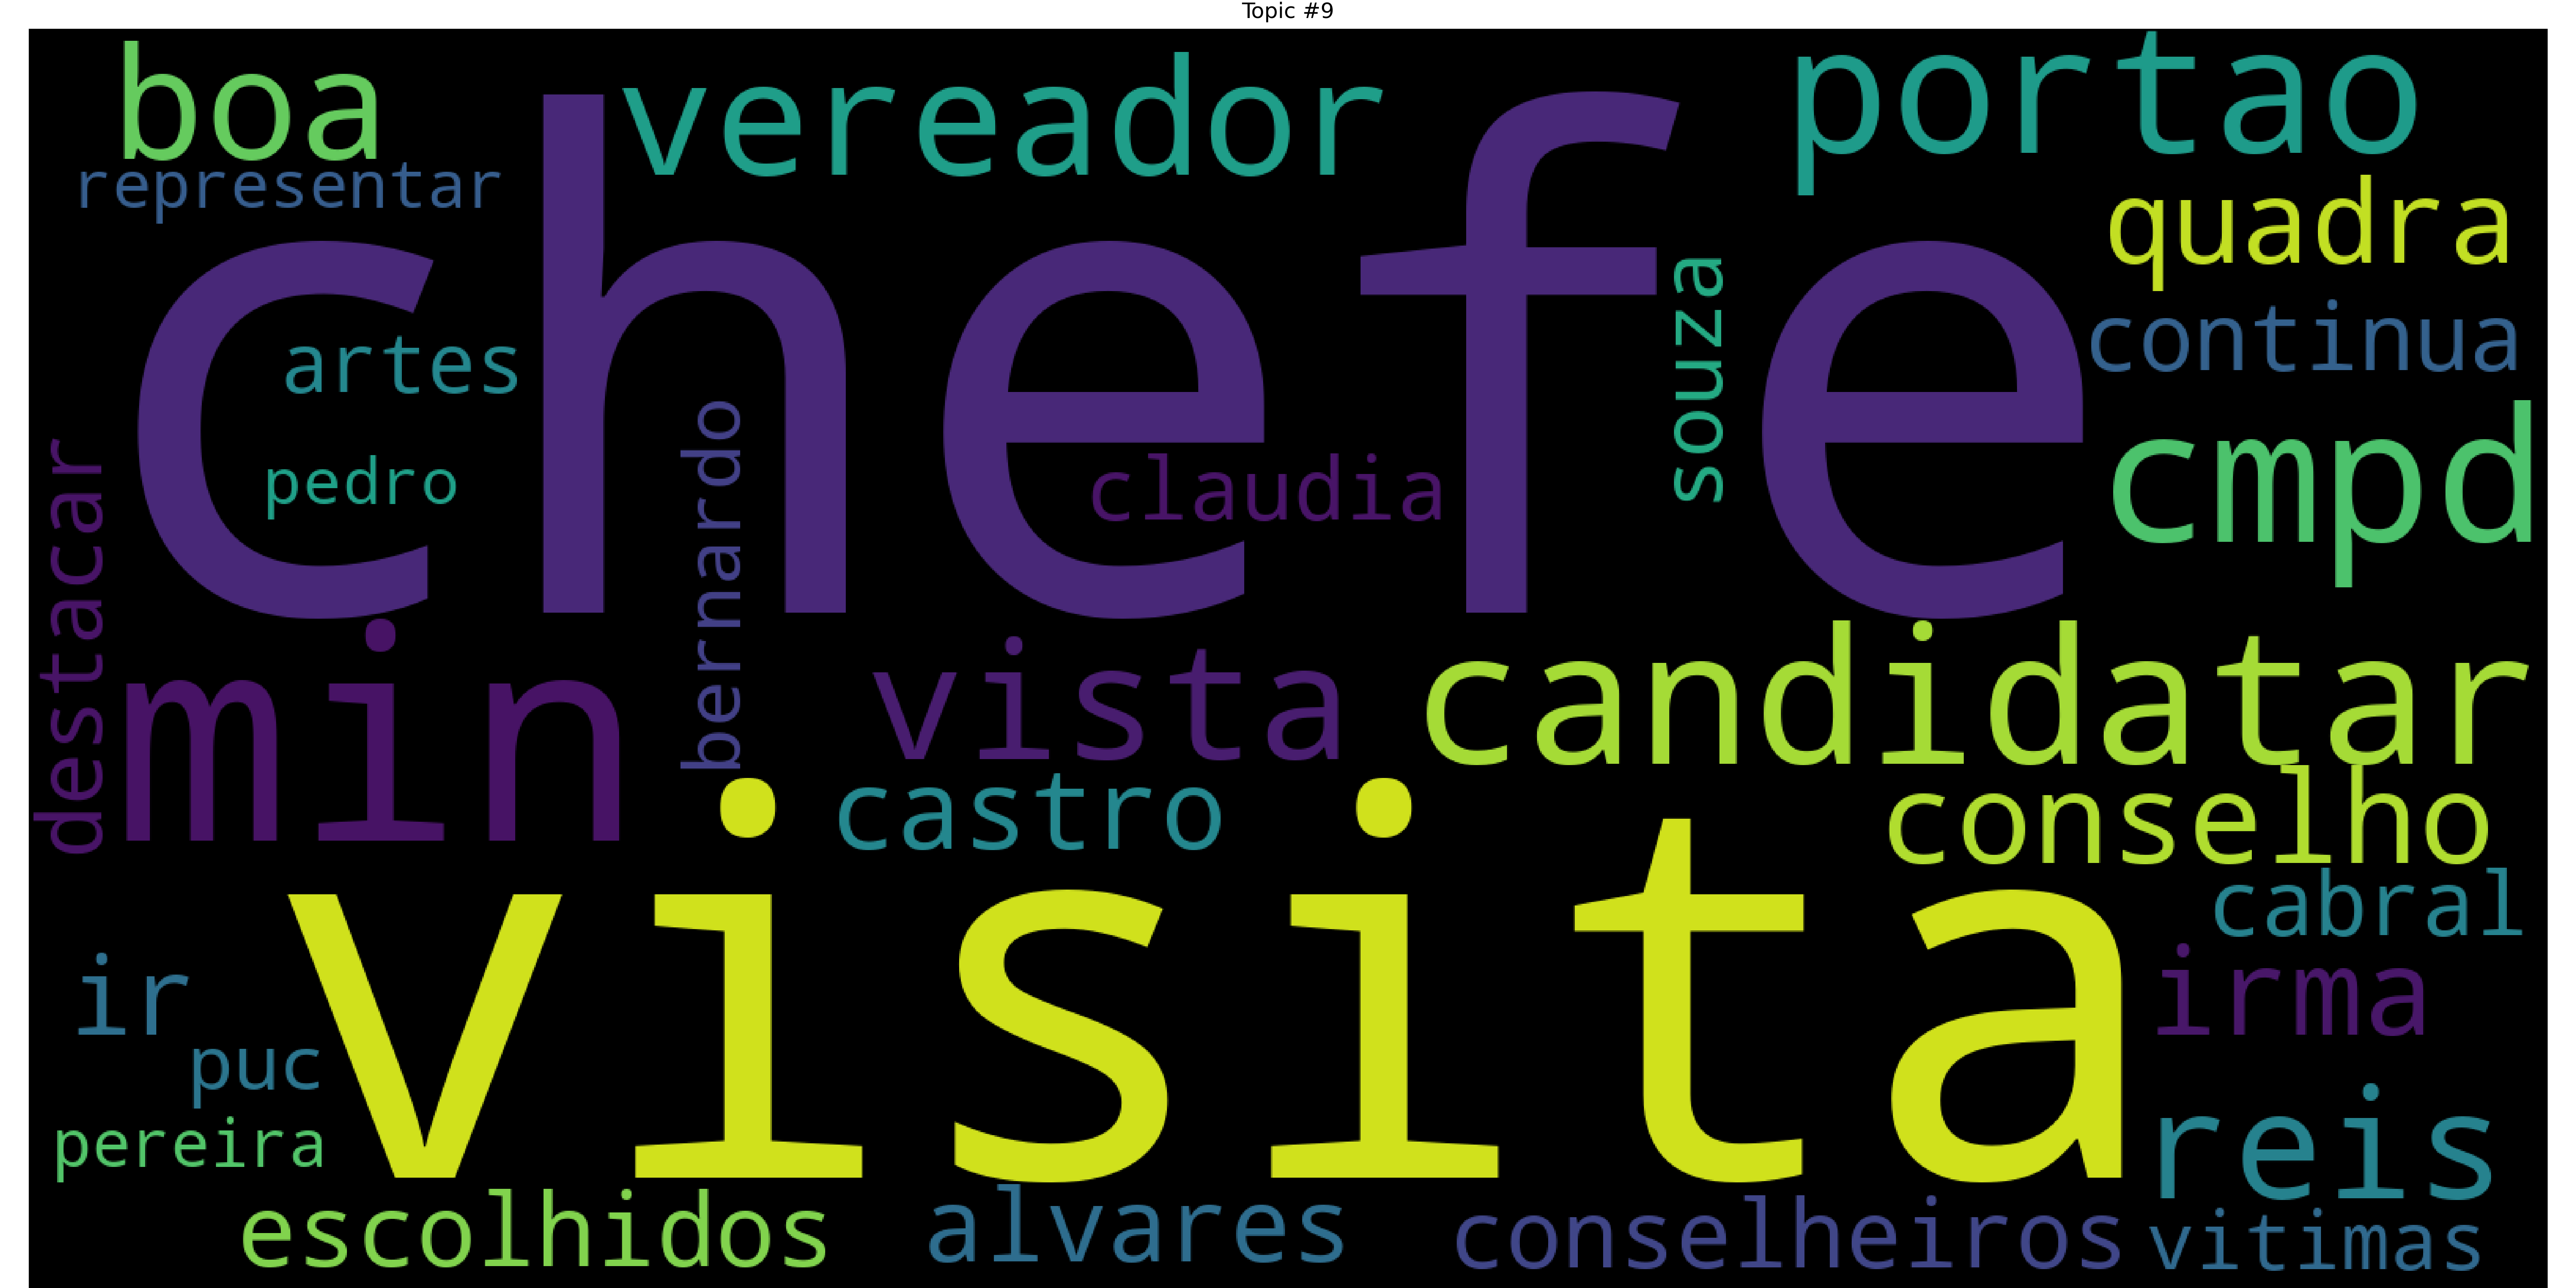 Topic #9
boa
vereador
portao
representar
quadra
chefe
souza
continua
artes
pedro
bernardo
claudia
cmpd
destacar
min
vista
candidatar
castro
conselho
visita
cabral
ir
irma
puc
pereira
reis
escolhidos
alvares
conselheiros
vitimas